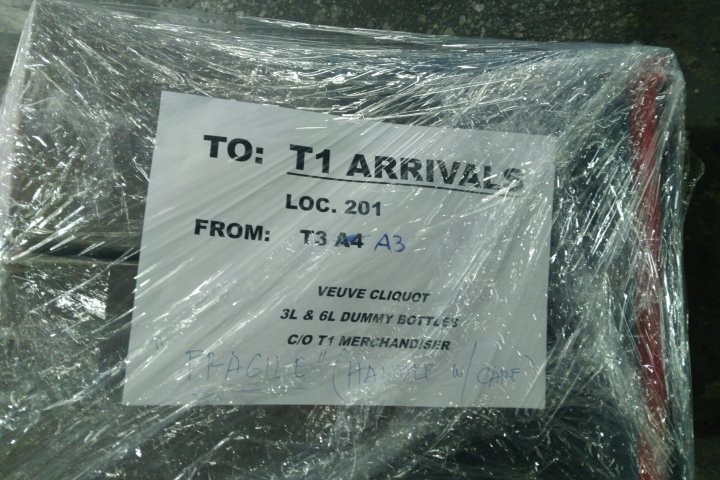 TO: T1 ARRIVALS
LOC. 201
FROM: T3 A4 A3
VEUVE CLIQUOT
3L & 6L DUMMY BOTTLES
C/O T1 MERCHANDISER
"FRAGILE" (HANDLE W/ CARE)